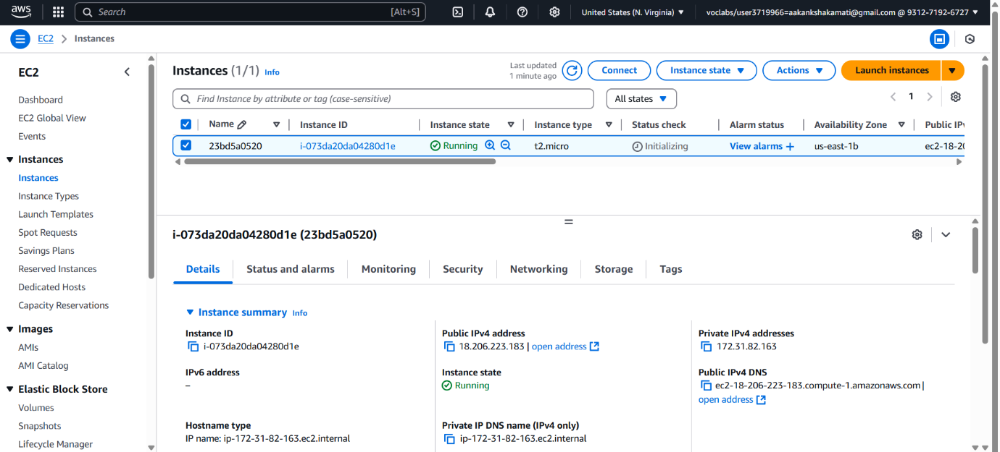 aws
Search [Alt+S]
United States (N. Virginia)
voclabs/user3719966=aakankshakamati@gmail.com @ 9312-7192-6727
EC2
Instances
EC2
Dashboard
EC2 Global View
Events
Instances
Instances
Instance Types
Launch Templates
Spot Requests
Savings Plans
Reserved Instances
Dedicated Hosts
Capacity Reservations
Images
AMIs
AMI Catalog
Elastic Block Store
Volumes
Snapshots
Lifecycle Manager
Instances (1/1) Info
Last updated
1 minute ago
Connect
Instance state
Actions
Launch instances
Find Instance by attribute or tag (case-sensitive)
All states
1
Name Instance ID Instance state Instance type Status check Alarm status Availability Zone Public IPv
23bd5a0520 i-073da20da04280d1e Running t2.micro Initializing View alarms + us-east-1b ec2-18-20
i-073da20da04280d1e (23bd5a0520)
Details Status and alarms Monitoring Security Networking Storage Tags
Instance summary Info
Instance ID
i-073da20da04280d1e
Public IPv4 address
18.206.223.183 | open address
Private IPv4 addresses
172.31.82.163
IPv6 address
–
Instance state
Running
Public IPv4 DNS
ec2-18-206-223-183.compute-1.amazonaws.com |
open address
Hostname type
IP name: ip-172-31-82-163.ec2.internal
Private IP DNS name (IPv4 only)
ip-172-31-82-163.ec2.internal